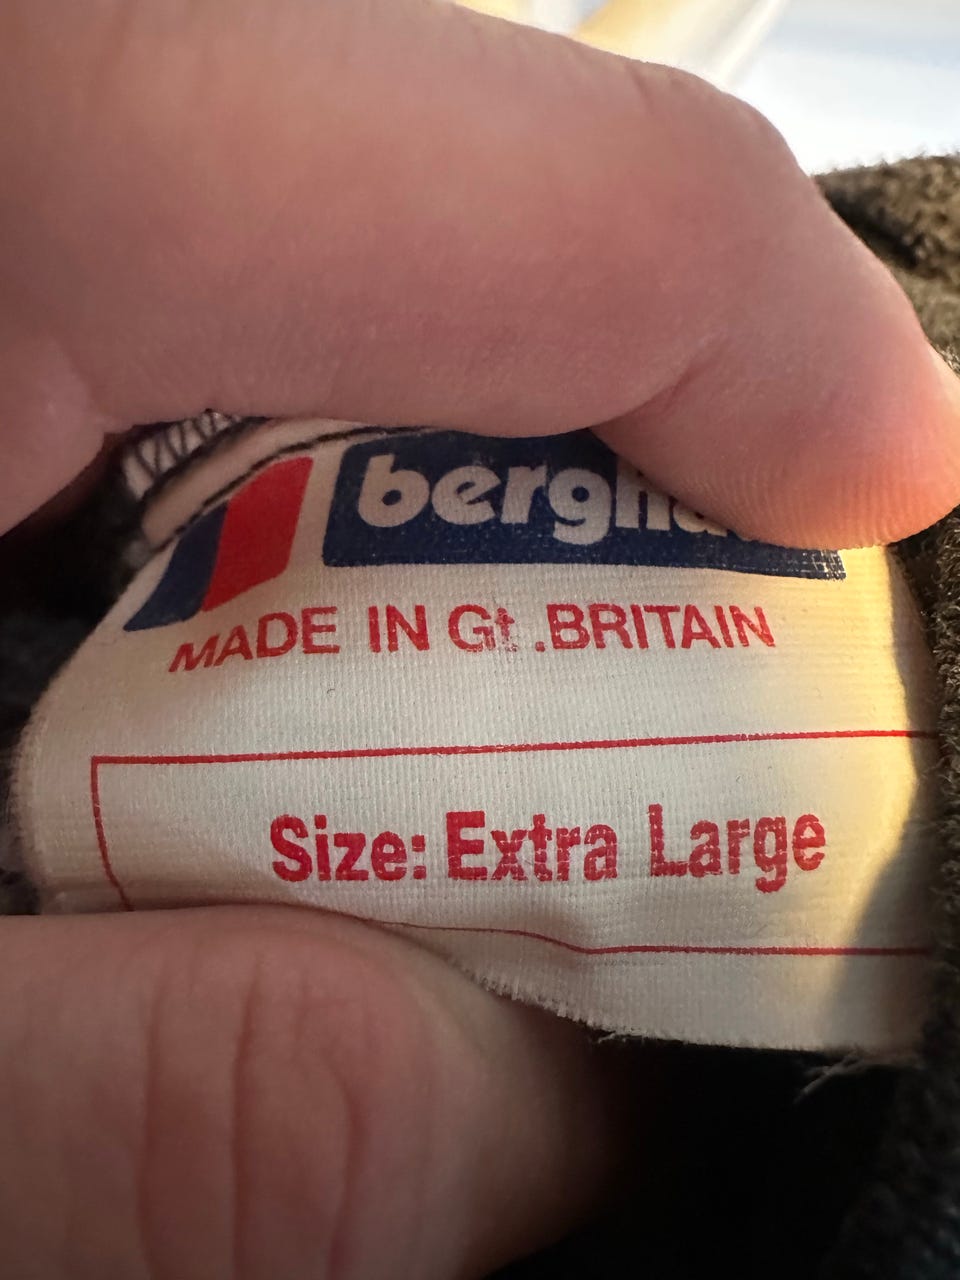 bergh
MADE IN Gt .BRITAIN
Size: Extra Large